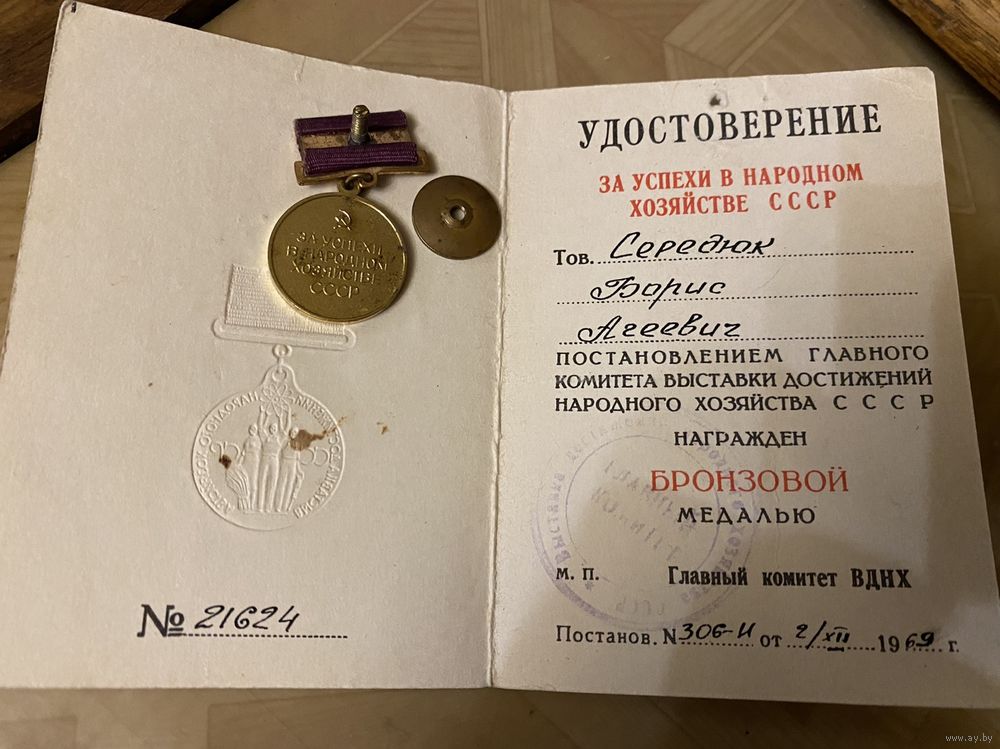 ЗА УСПЕХИ
В НАРОДНОМ
ХОЗЯЙСТВЕ
СССР
№ 21624
УДОСТОВЕРЕНИЕ
ЗА УСПЕХИ В НАРОДНОМ
ХОЗЯЙСТВЕ СССР
Тов. Середюк
Борис
Агеевич
ПОСТАНОВЛЕНИЕМ ГЛАВНОГО
КОМИТЕТА ВЫСТАВКИ ДОСТИЖЕНИЙ
НАРОДНОГО ХОЗЯЙСТВА СССР
НАГРАЖДЕН
БРОНЗОВОЙ
МЕДАЛЬЮ
М. П. Главный комитет ВДНХ
Постанов. N 306-Н от 2/XII 1969 г.
www.ay.by